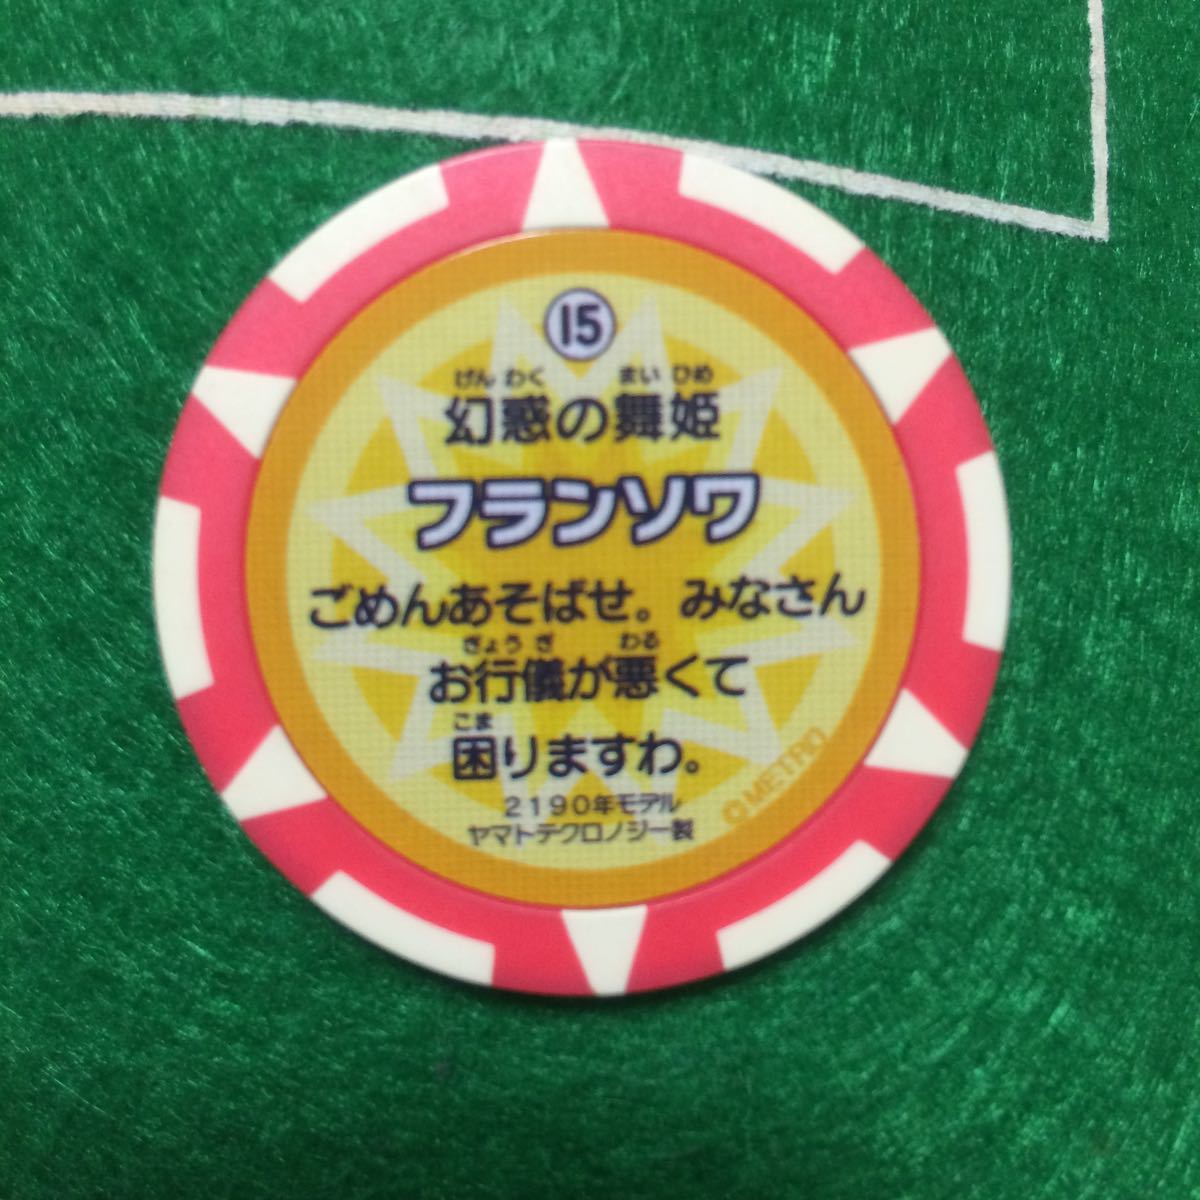 15
げんわく まいひめ
幻惑の舞姫
フランソワ
ごめんあそばせ。みなさん
ぎょうぎ わる
お行儀が悪くて
こま
困りますわ。
2190年モデル
ヤマトテクロノジー製
© METRO